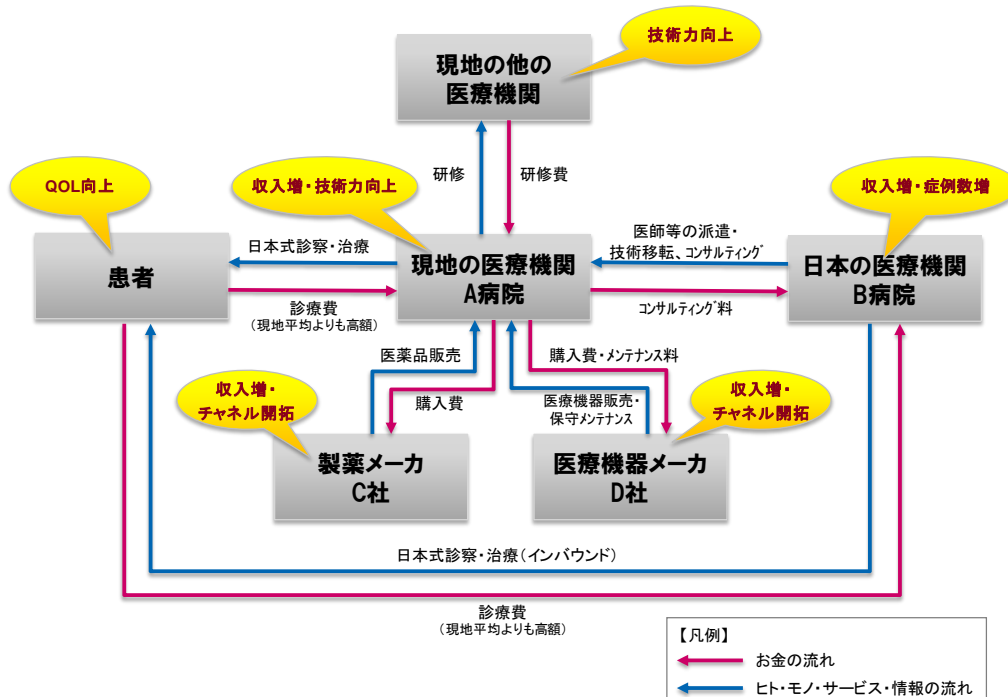 技術力向上
現地の他の
医療機関
研修
研修費
QOL向上
収入増・技術力向上
収入増・症例数増
日本式診察・治療
医師等の派遣・
技術移転、コンサルティング
患者
現地の医療機関
A病院
日本の医療機関
B病院
診療費
(現地平均よりも高額)
コンサルティング料
医薬品販売
購入費・メンテナンス料
収入増・
チャネル開拓
購入費
医療機器販売・
保守メンテナンス
収入増・
チャネル開拓
製薬メーカ
C社
医療機器メーカ
D社
日本式診察・治療(インバウンド)
診療費
(現地平均よりも高額)
【凡例】
お金の流れ
ヒト・モノ・サービス・情報の流れ